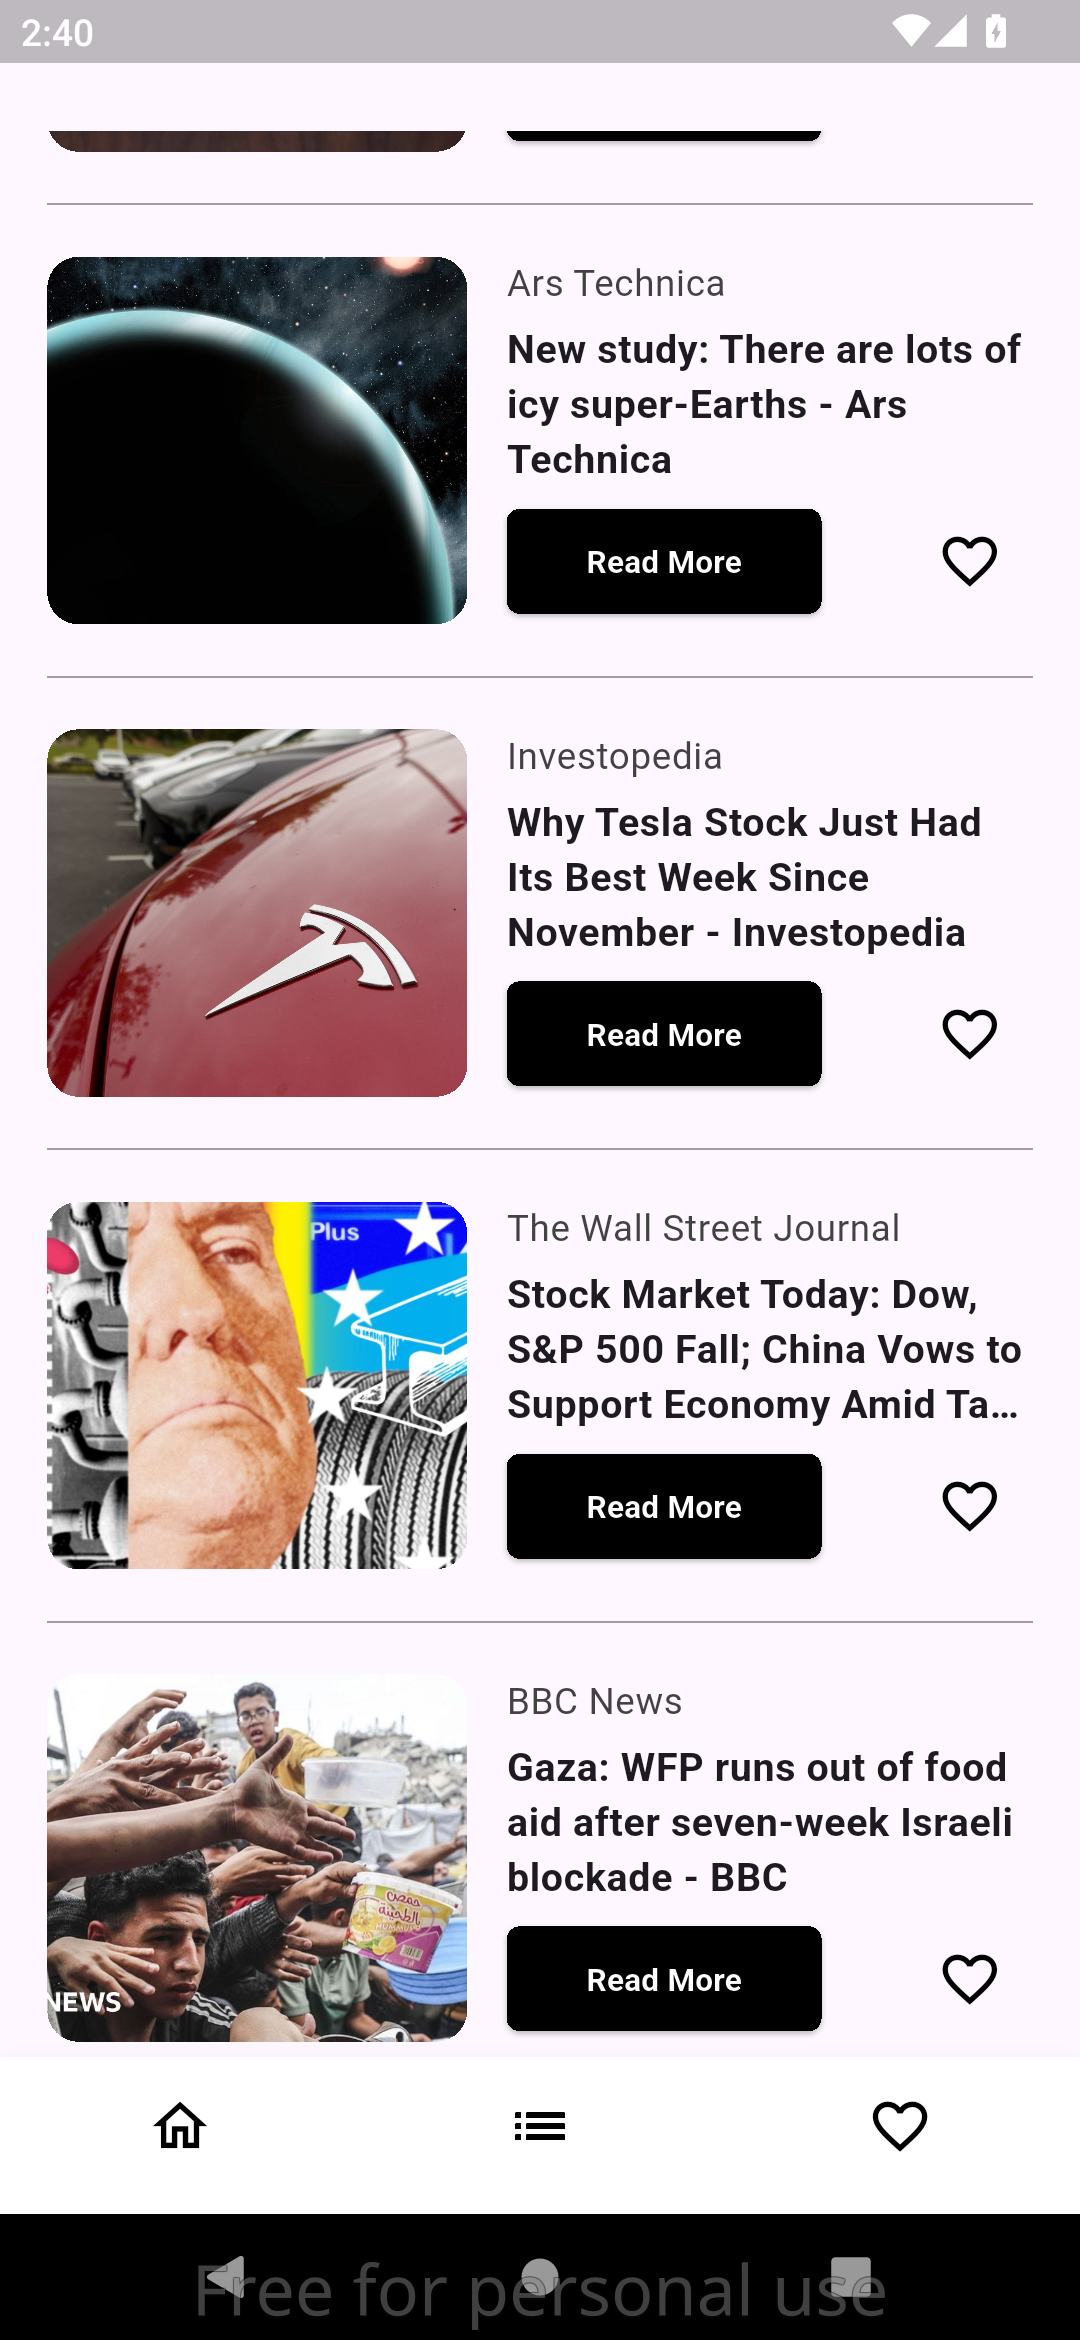 2:40
Ars Technica
New study: There are lots of
icy super-Earths - Ars
Technica
Read More
Investopedia
Why Tesla Stock Just Had
Its Best Week Since
November - Investopedia
Read More
Plus
The Wall Street Journal
Stock Market Today: Dow,
S&P 500 Fall; China Vows to
Support Economy Amid Ta...
Read More
BBC News
Gaza: WFP runs out of food
aid after seven-week Israeli
blockade - BBC
حمص
بالطحينة
HUMMUS
NEWS
Read More
Free for personal use